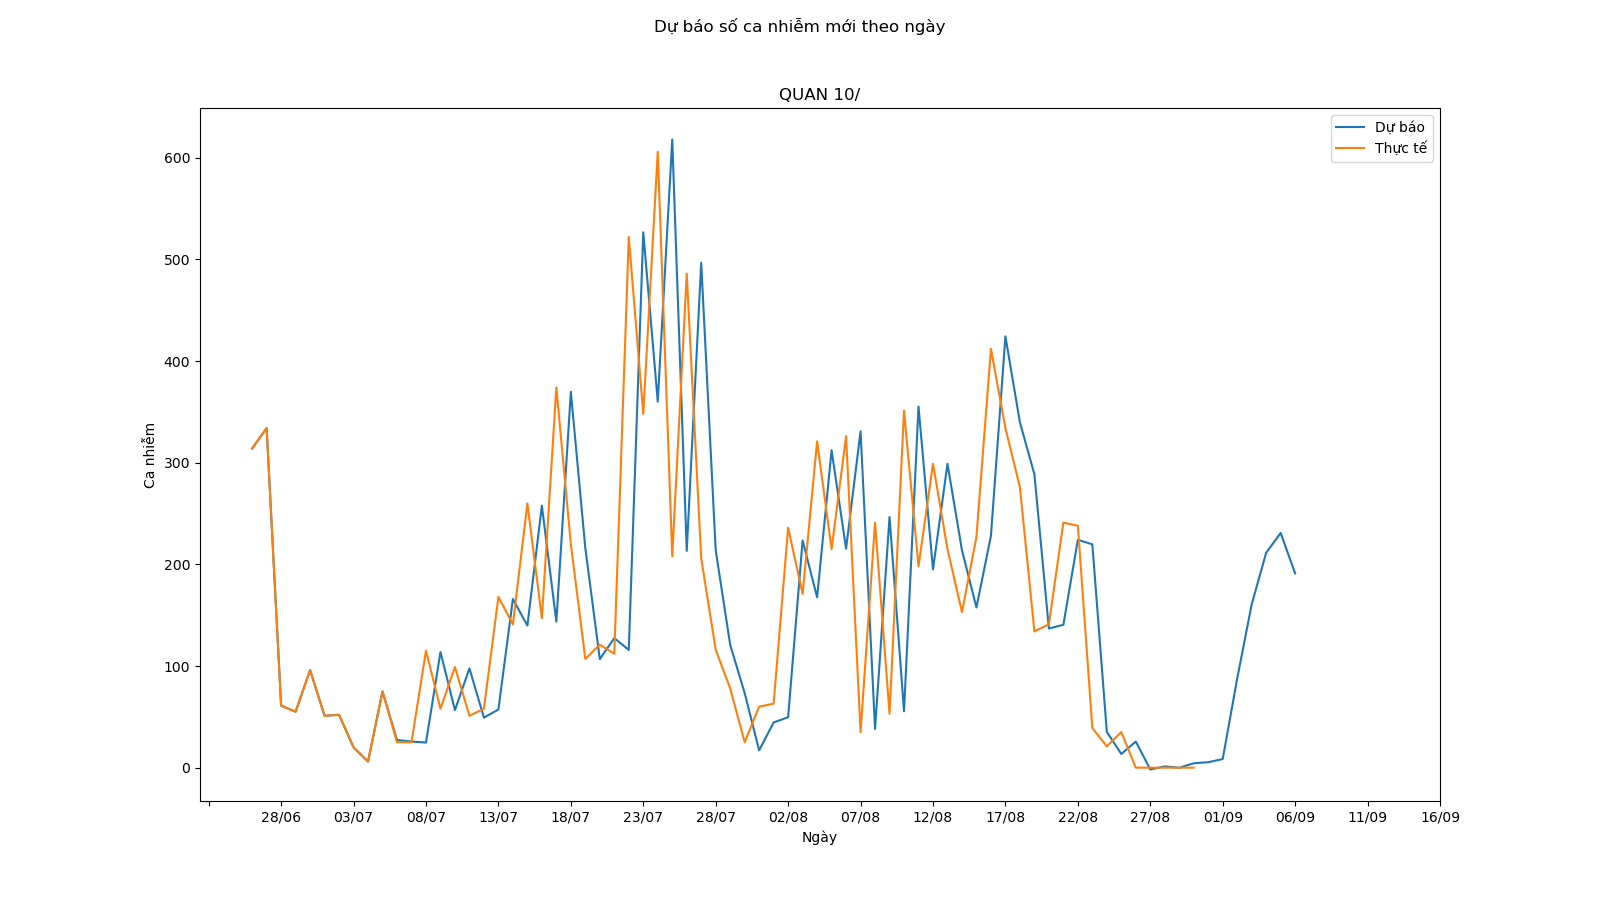 Dự báo số ca nhiễm mới theo ngày
QUAN 10/
Dự báo
Thực tế
600
500
400
300
200
100
0
Ca nhiễm
28/06 03/07 08/07 13/07 18/07 23/07 28/07 02/08 07/08 12/08 17/08 22/08 27/08 01/09 06/09 11/09 16/09
Ngày